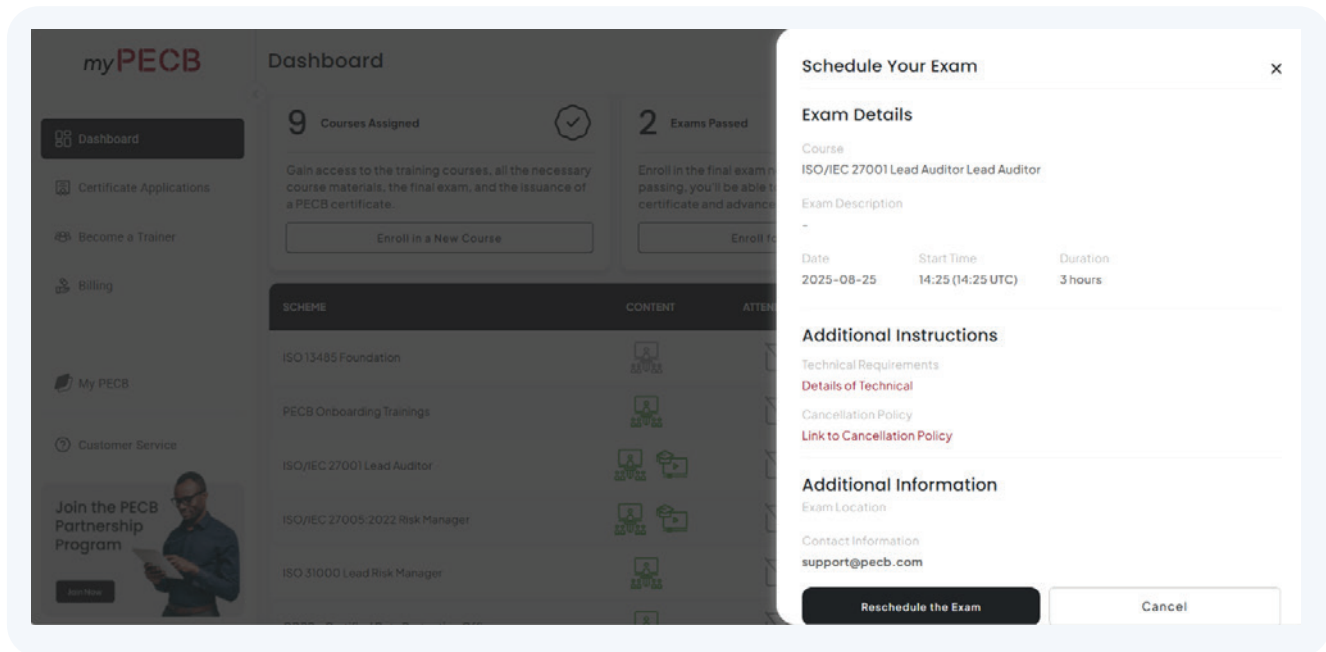 myPECB
Dashboard
Certificate Applications
Become a Trainer
Billing
My PECB
Customer Service
Join the PECB
Partnership
Program
Join Now
Dashboard
9 Courses Assigned
Gain access to the training courses, all the necessary
course materials, the final exam, and the issuance of
a PECB certificate.
Enroll in a New Course
2 Exams Passed
Enroll in the final exam
passing, you'll be able
certificate and advance
Enroll
SCHEME CONTENT
ISO 13485 Foundation
PECB Onboarding Trainings
ISO/IEC 27001 Lead Auditor
ISO/IEC 27005:2022 Risk Manager
ISO 31000 Lead Risk Manager
Schedule Your Exam ×
Exam Details
Course
ISO/IEC 27001 Lead Auditor Lead Auditor
Exam Description
-
Date Start Time Duration
2025-08-25 14:25 (14:25 UTC) 3 hours
Additional Instructions
Technical Requirements
Details of Technical
Cancellation Policy
Link to Cancellation Policy
Additional Information
Exam Location
Contact Information
support@pecb.com
Reschedule the Exam Cancel